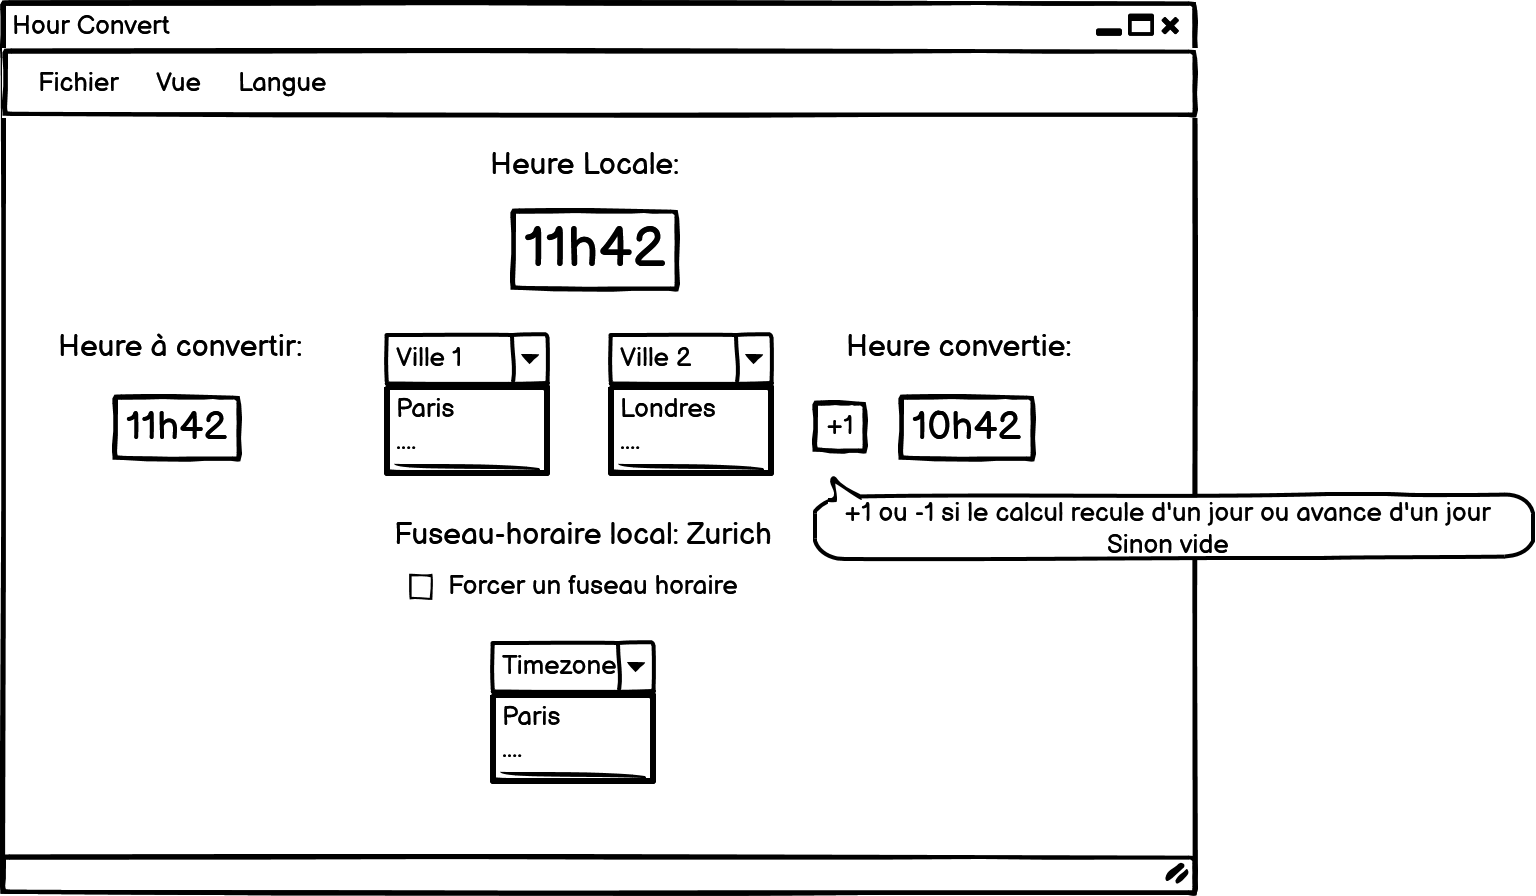 Hour Convert
Fichier Vue Langue
Heure Locale:
11h42
Heure à convertir:
11h42
Ville 1
Paris
....
Ville 2
Londres
....
Heure convertie:
+1
10h42
+1 ou -1 si le calcul recule d'un jour ou avance d'un jour
Sinon vide
Fuseau-horaire local: Zurich
Forcer un fuseau horaire
Timezone
Paris
....